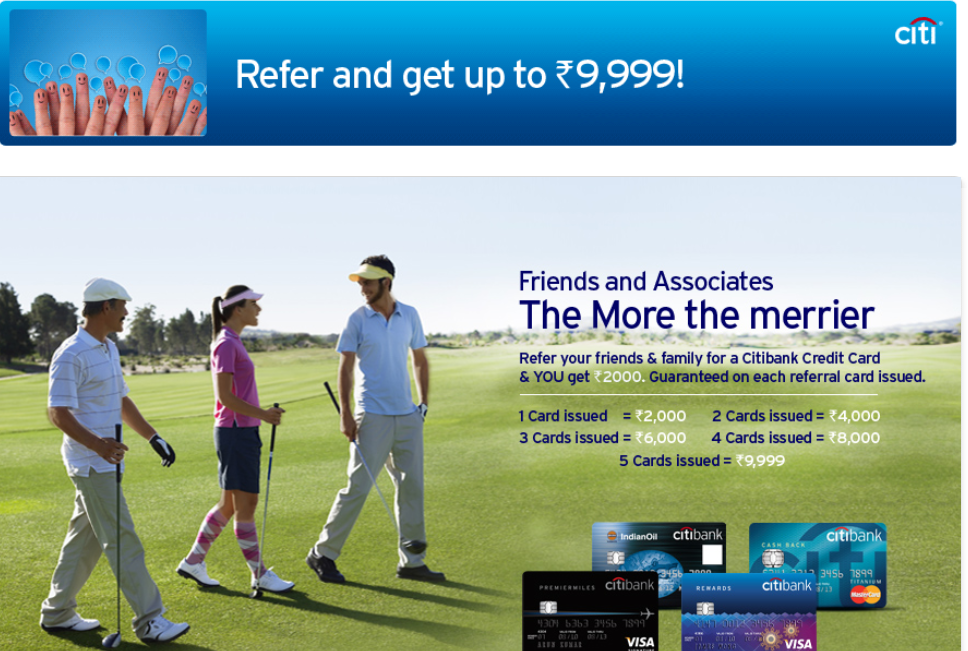 citi
Refer and get up to ₹9,999!
Friends and Associates
The More the merrier
Refer your friends & family for a Citibank Credit Card
& YOU get ₹2000. Guaranteed on each referral card issued.
1 Card issued = ₹2,000 2 Cards issued = ₹4,000
3 Cards issued = ₹6,000 4 Cards issued = ₹8,000
5 Cards issued = ₹9,999
IndianOil citibank
CASH BACK citibank
3456 7899
TITANIUM
MasterCard
PREMIERMILES citibank
REWARDS citibank
VISA
VISA